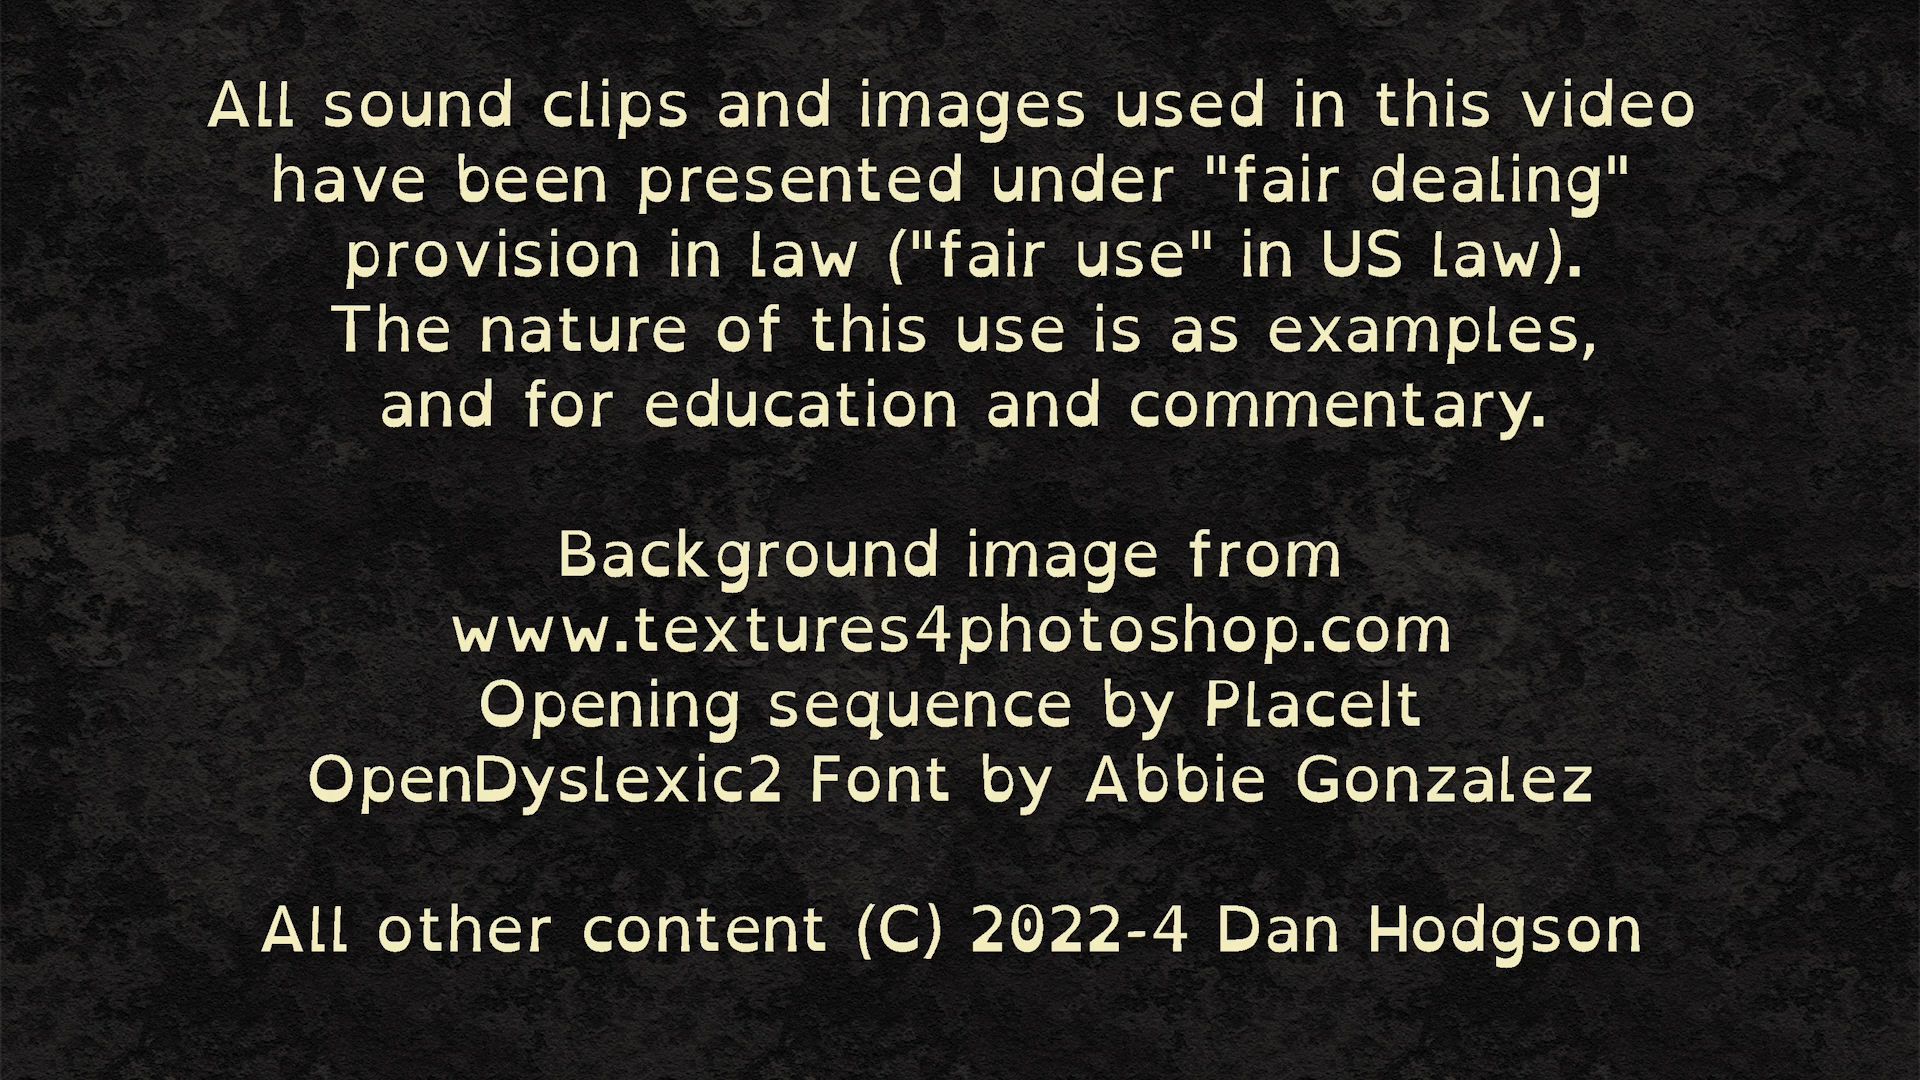 All sound clips and images used in this video
have been presented under "fair dealing"
provision in law ("fair use" in US law).
The nature of this use is as examples,
and for education and commentary.
Background image from
www.textures4photoshop.com
Opening sequence by PlaceIt
OpenDyslexic2 Font by Abbie Gonzalez
All other content (C) 2022-4 Dan Hodgson